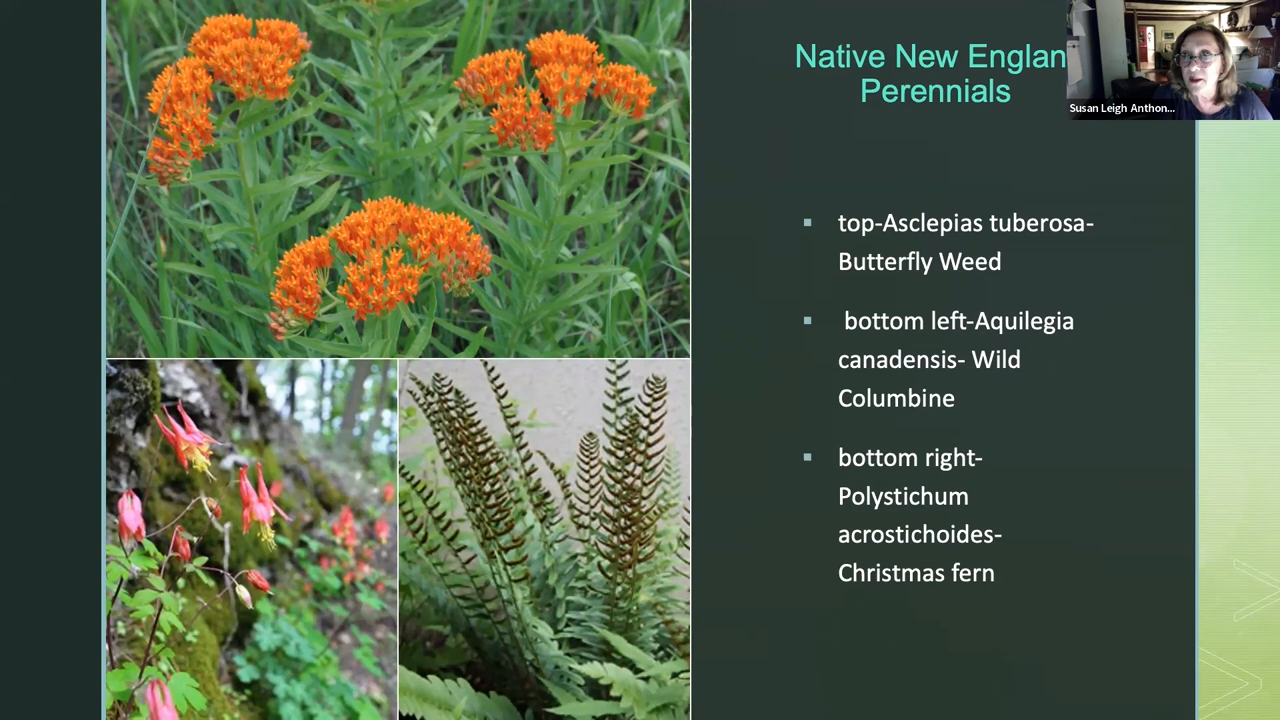 Native New Englan
Perennials
Susan Leigh Anthon...
▪ top-Asclepias tuberosa-
Butterfly Weed
▪ bottom left-Aquilegia
canadensis- Wild
Columbine
▪ bottom right-
Polystichum
acrostichoides-
Christmas fern